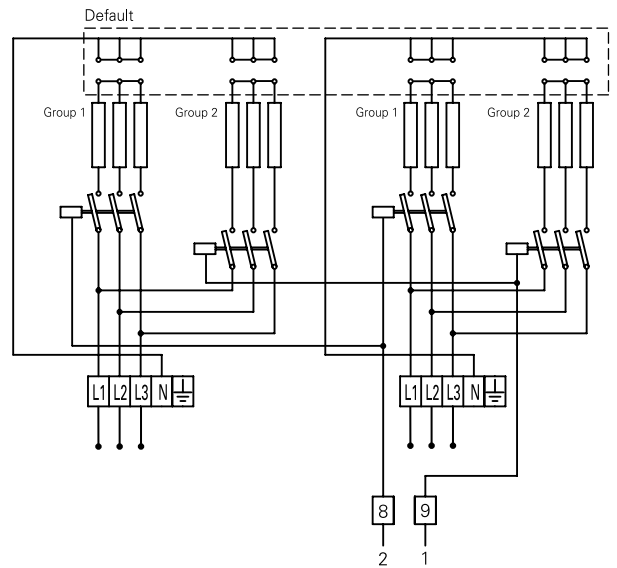 Default
Group 1 Group 2 Group 1 Group 2
L1 L2 L3 N L1 L2 L3 N
8 9
2 1